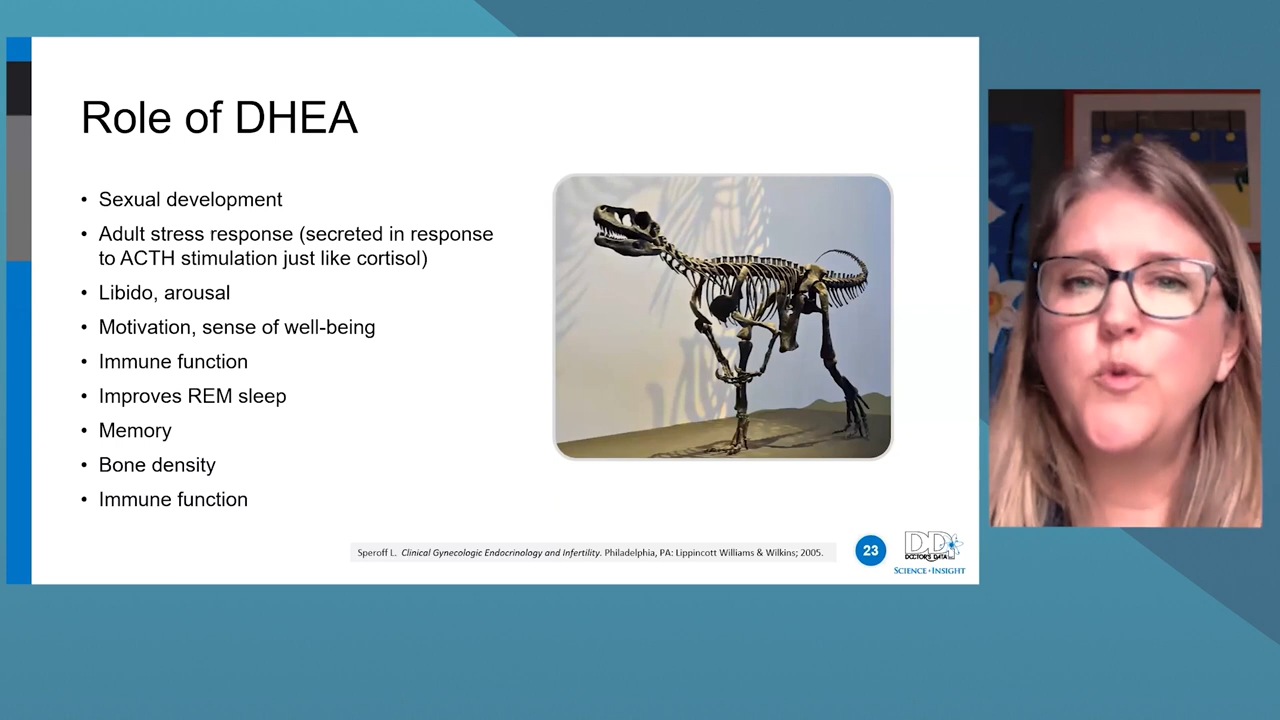 Role of DHEA
• Sexual development
• Adult stress response (secreted in response
to ACTH stimulation just like cortisol)
• Libido, arousal
• Motivation, sense of well-being
• Immune function
• Improves REM sleep
• Memory
• Bone density
• Immune function
Speroff L. Clinical Gynecologic Endocrinology and Infertility. Philadelphia, PA: Lippincott Williams & Wilkins; 2005.
23
DD
DOCTOR'S DATA
SCIENCE + INSIGHT